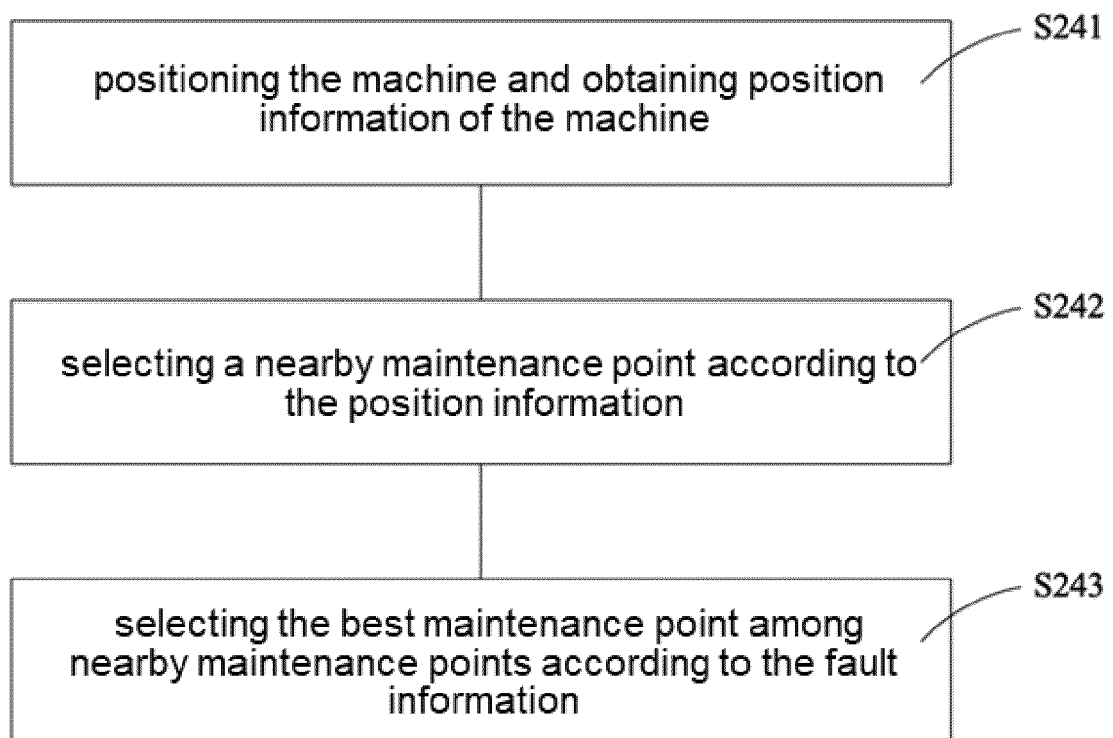 S241
positioning the machine and obtaining position
information of the machine
S242
selecting a nearby maintenance point according to
the position information
S243
selecting the best maintenance point among
nearby maintenance points according to the fault
information